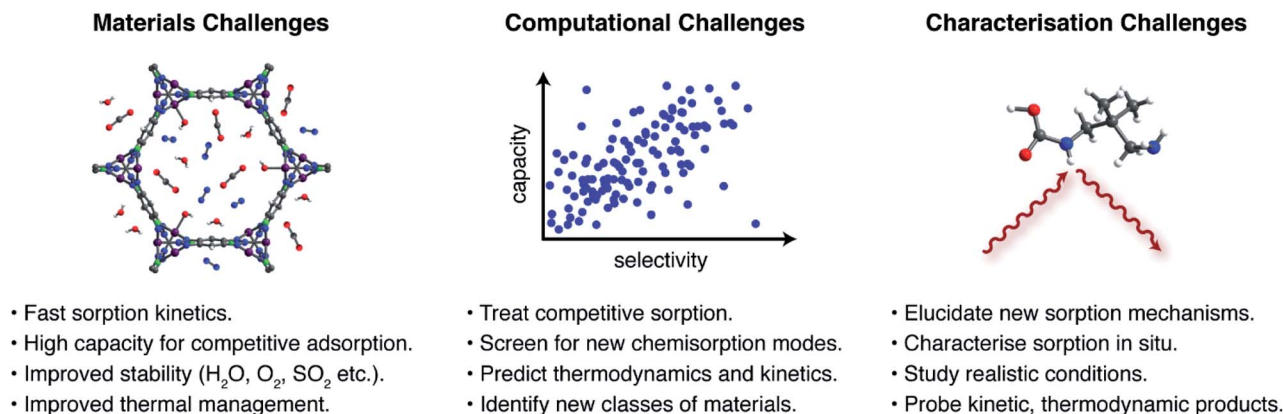 Materials Challenges
• Fast sorption kinetics.
• High capacity for competitive adsorption.
• Improved stability (H₂O, O₂, SO₂ etc.).
• Improved thermal management.
Computational Challenges
capacity
selectivity
• Treat competitive sorption.
• Screen for new chemisorption modes.
• Predict thermodynamics and kinetics.
• Identify new classes of materials.
Characterisation Challenges
• Elucidate new sorption mechanisms.
• Characterise sorption in situ.
• Study realistic conditions.
• Probe kinetic, thermodynamic products.